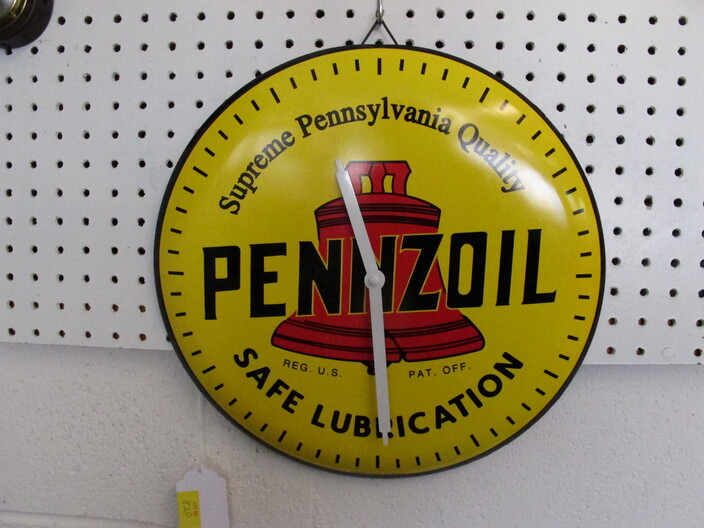 Supreme Pennsylvania Quality
PENNZOIL
REG. U.S. PAT. OFF.
SAFE LUBRICATION